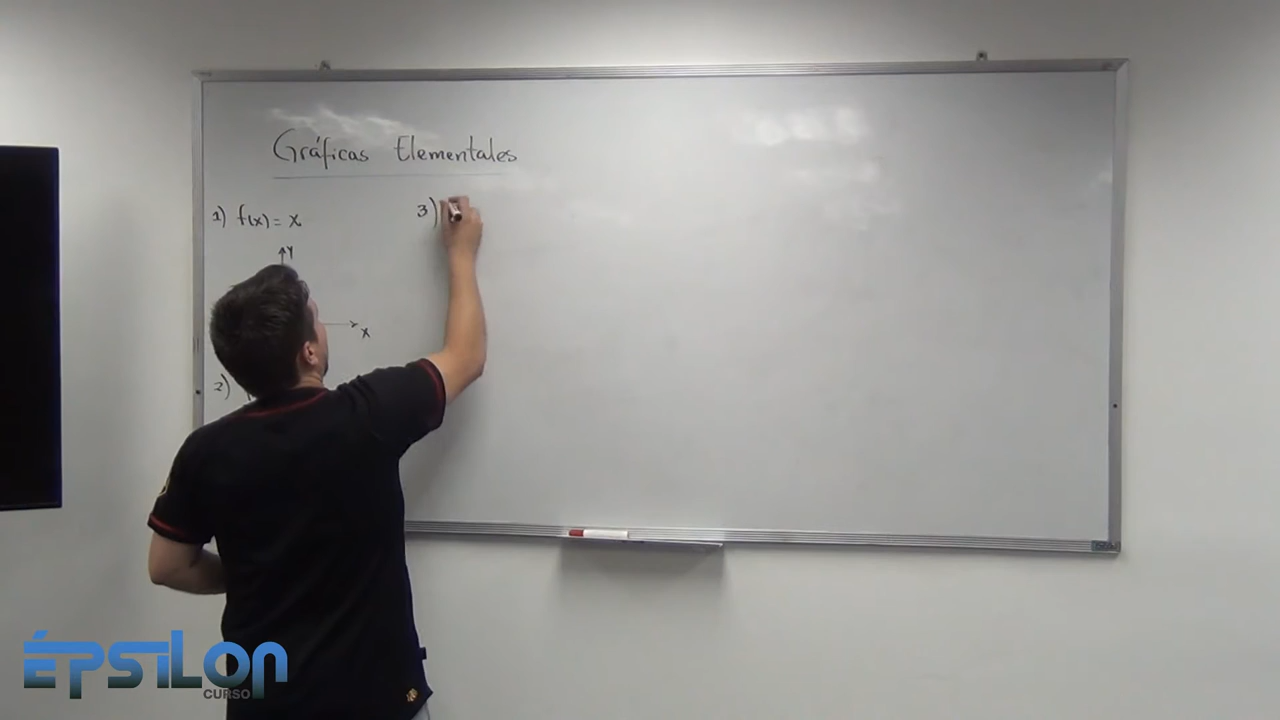 Gráficas Elementales
1) f(x) = x
y
x
2)
3)
ÉPSILON
CURSO